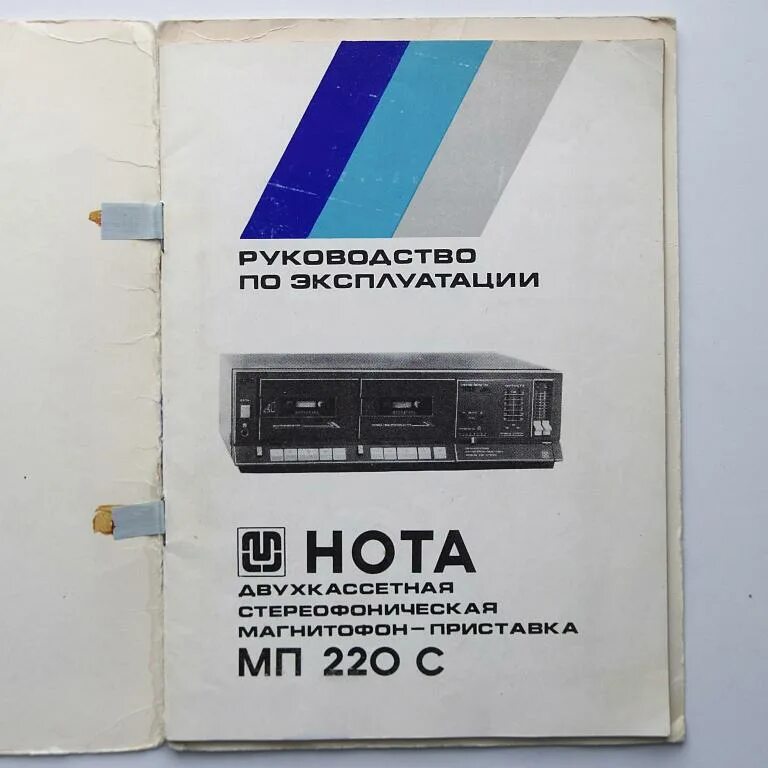 РУКОВОДСТВО
ПО ЭКСПЛУАТАЦИИ
НОТА
ДВУХКАССЕТНАЯ
СТЕРЕОФОНИЧЕСКАЯ
МАГНИТОФОН-ПРИСТАВКА
МП 220 С